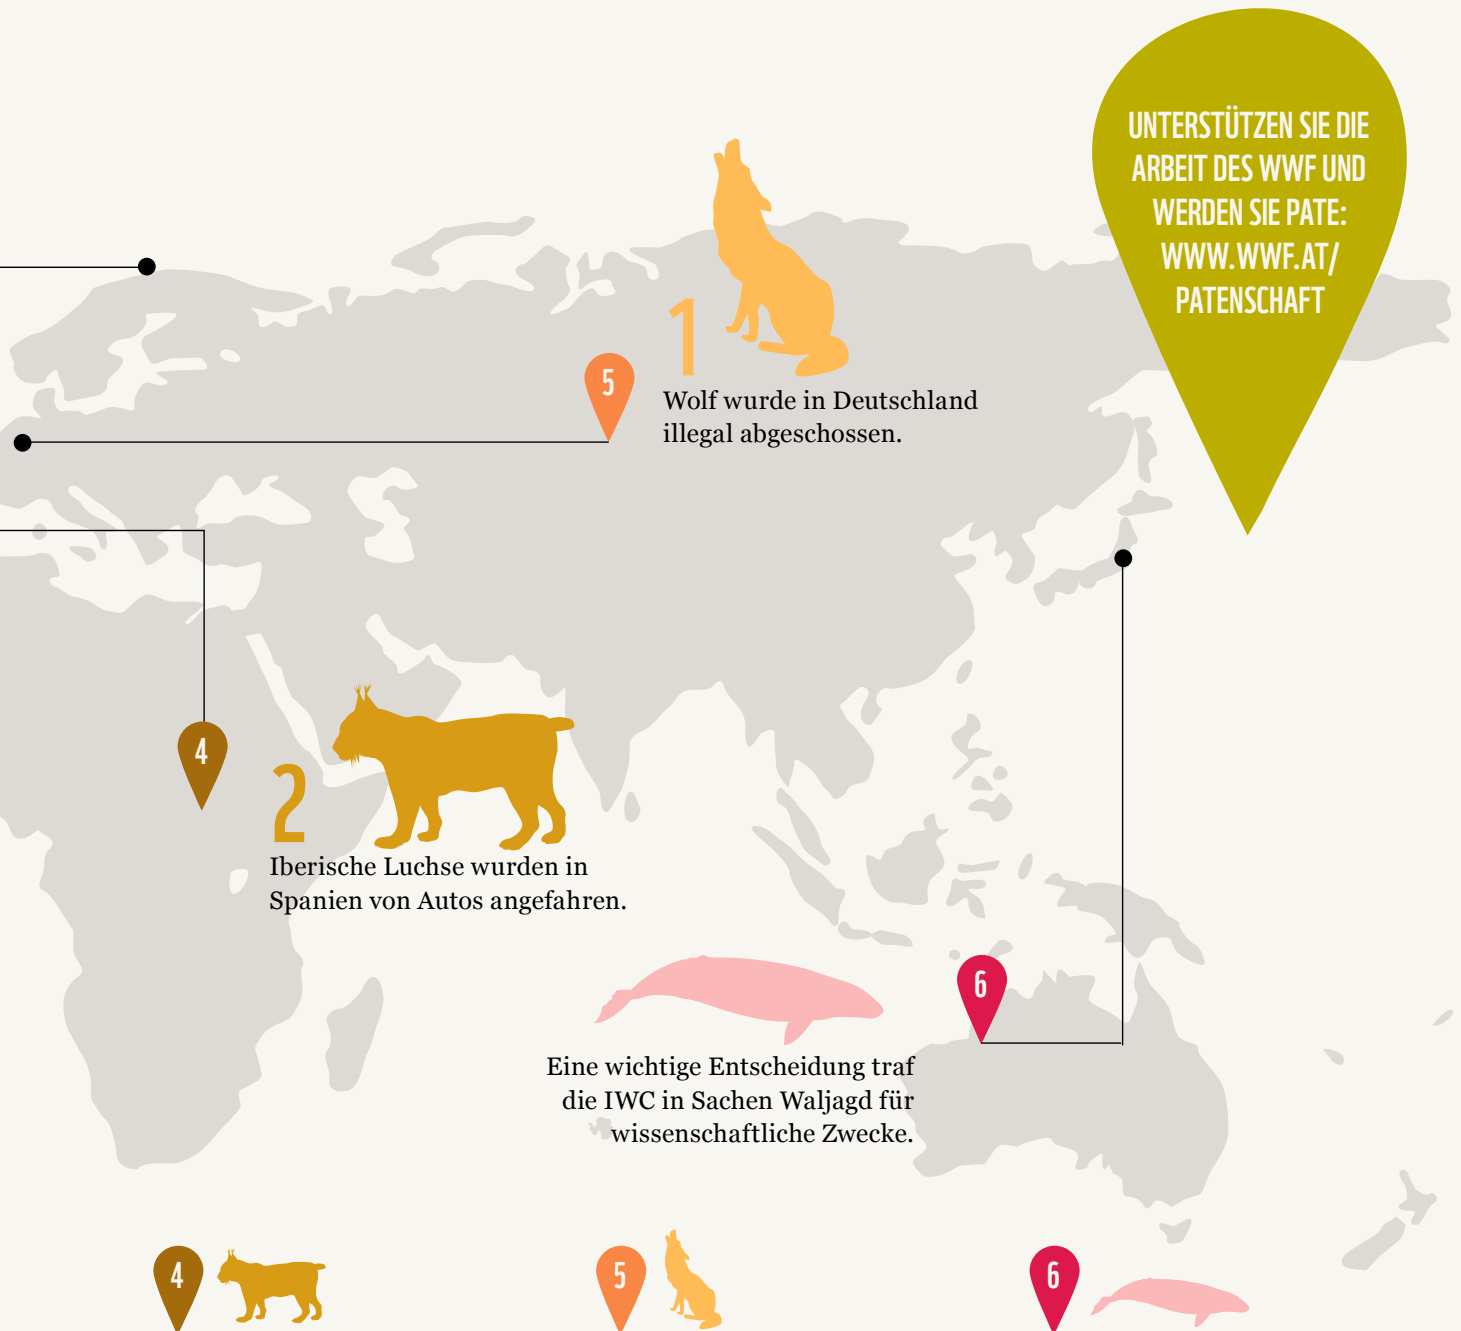 UNTERSTÜTZEN SIE DIE
ARBEIT DES WWF UND
WERDEN SIE PATE:
WWW.WWF.AT/
PATENSCHAFT
1
5
Wolf wurde in Deutschland
illegal abgeschossen.
4
2
Iberische Luchse wurden in
Spanien von Autos angefahren.
6
Eine wichtige Entscheidung traf
die IWC in Sachen Waljagd für
wissenschaftliche Zwecke.
4
5
6